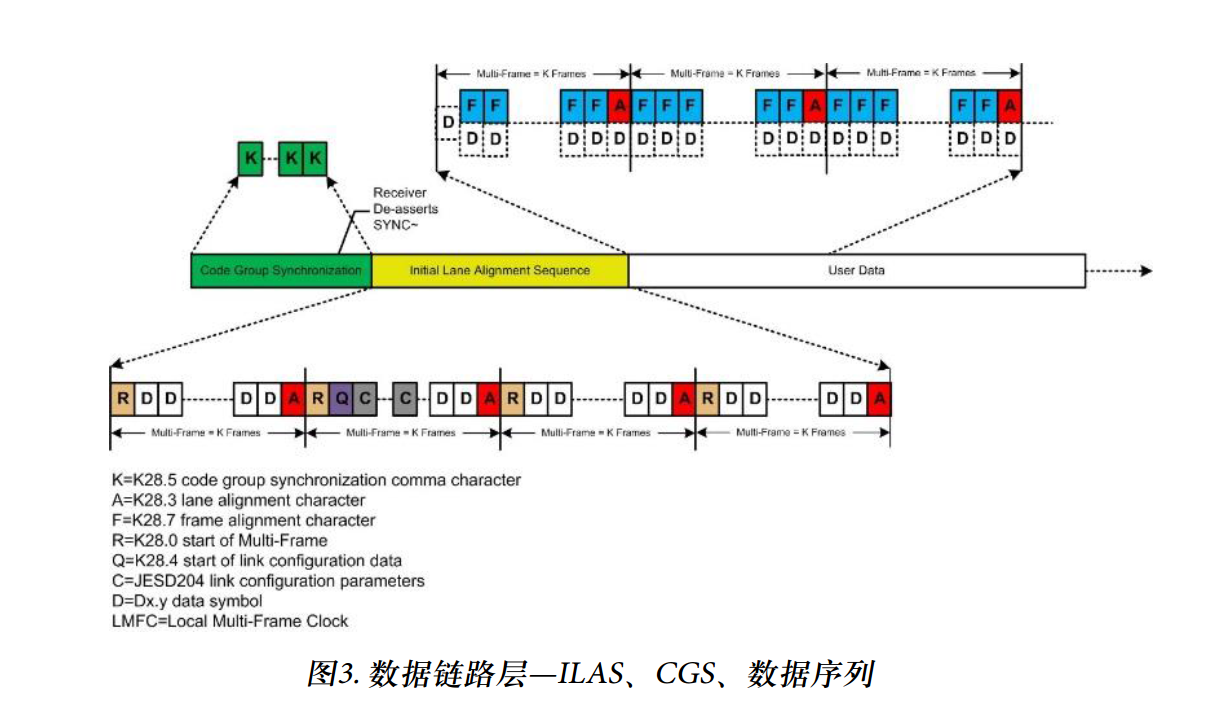 Multi-Frame = K Frames Multi-Frame = K Frames Multi-Frame = K Frames
F F F F A F F F F F A F F F F F A
D D D D D D D D D D D D D D D D D D
K K K
Receiver
De-asserts
SYNC~
Code Group Synchronization Initial Lane Alignment Sequence User Data
R D D D D A R Q C C D D A R D D D D A R D D D D A
Multi-Frame = K Frames Multi-Frame = K Frames Multi-Frame = K Frames Multi-Frame = K Frames
K=K28.5 code group synchronization comma character
A=K28.3 lane alignment character
F=K28.7 frame alignment character
R=K28.0 start of Multi-Frame
Q=K28.4 start of link configuration data
C=JESD204 link configuration parameters
D=Dx.y data symbol
LMFC=Local Multi-Frame Clock
图3. 数据链路层—ILAS、CGS、数据序列